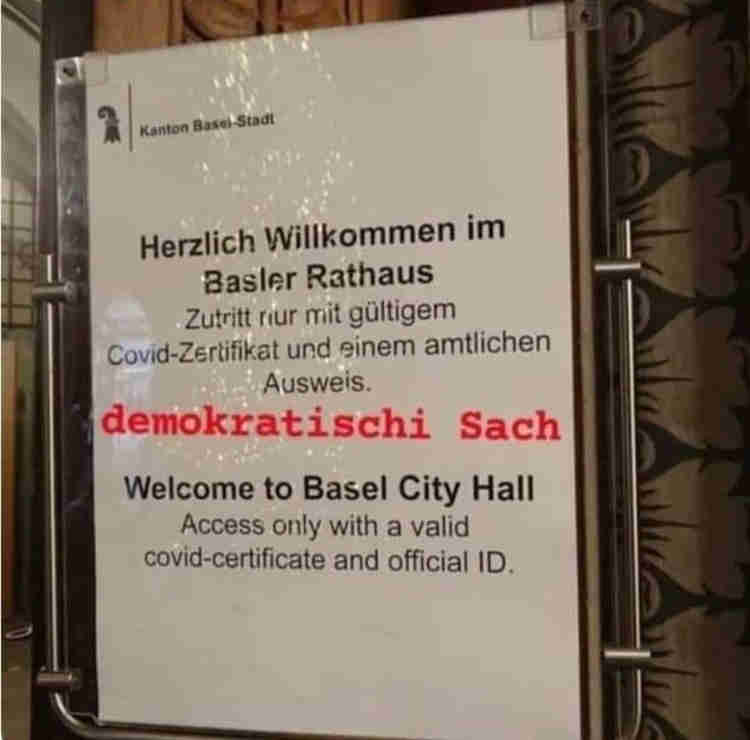 Kanton Basel-Stadt
Herzlich Willkommen im
Basler Rathaus
Zutritt nur mit gültigem
Covid-Zertifikat und einem amtlichen
Ausweis.
demokratischi Sach
Welcome to Basel City Hall
Access only with a valid
covid-certificate and official ID.